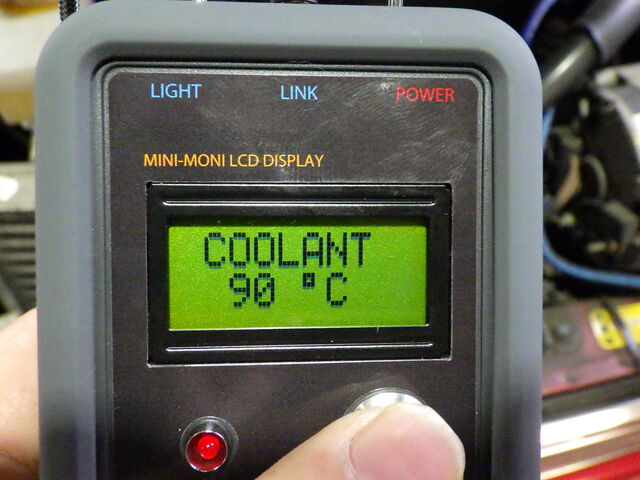 LIGHT LINK POWER
MINI-MONI LCD DISPLAY
COOLANT
90 °C